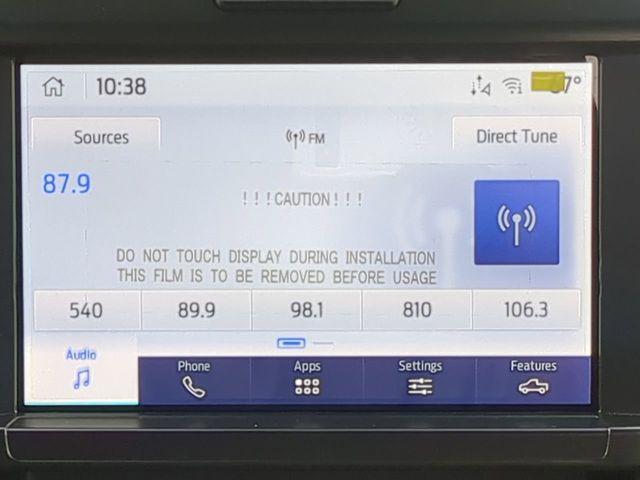 10:38
7°
Sources
FM
Direct Tune
87.9
!!!CAUTION!!!
DO NOT TOUCH DISPLAY DURING INSTALLATION
THIS FILM IS TO BE REMOVED BEFORE USAGE
540 89.9 98.1 810 106.3
Audio Phone Apps Settings Features